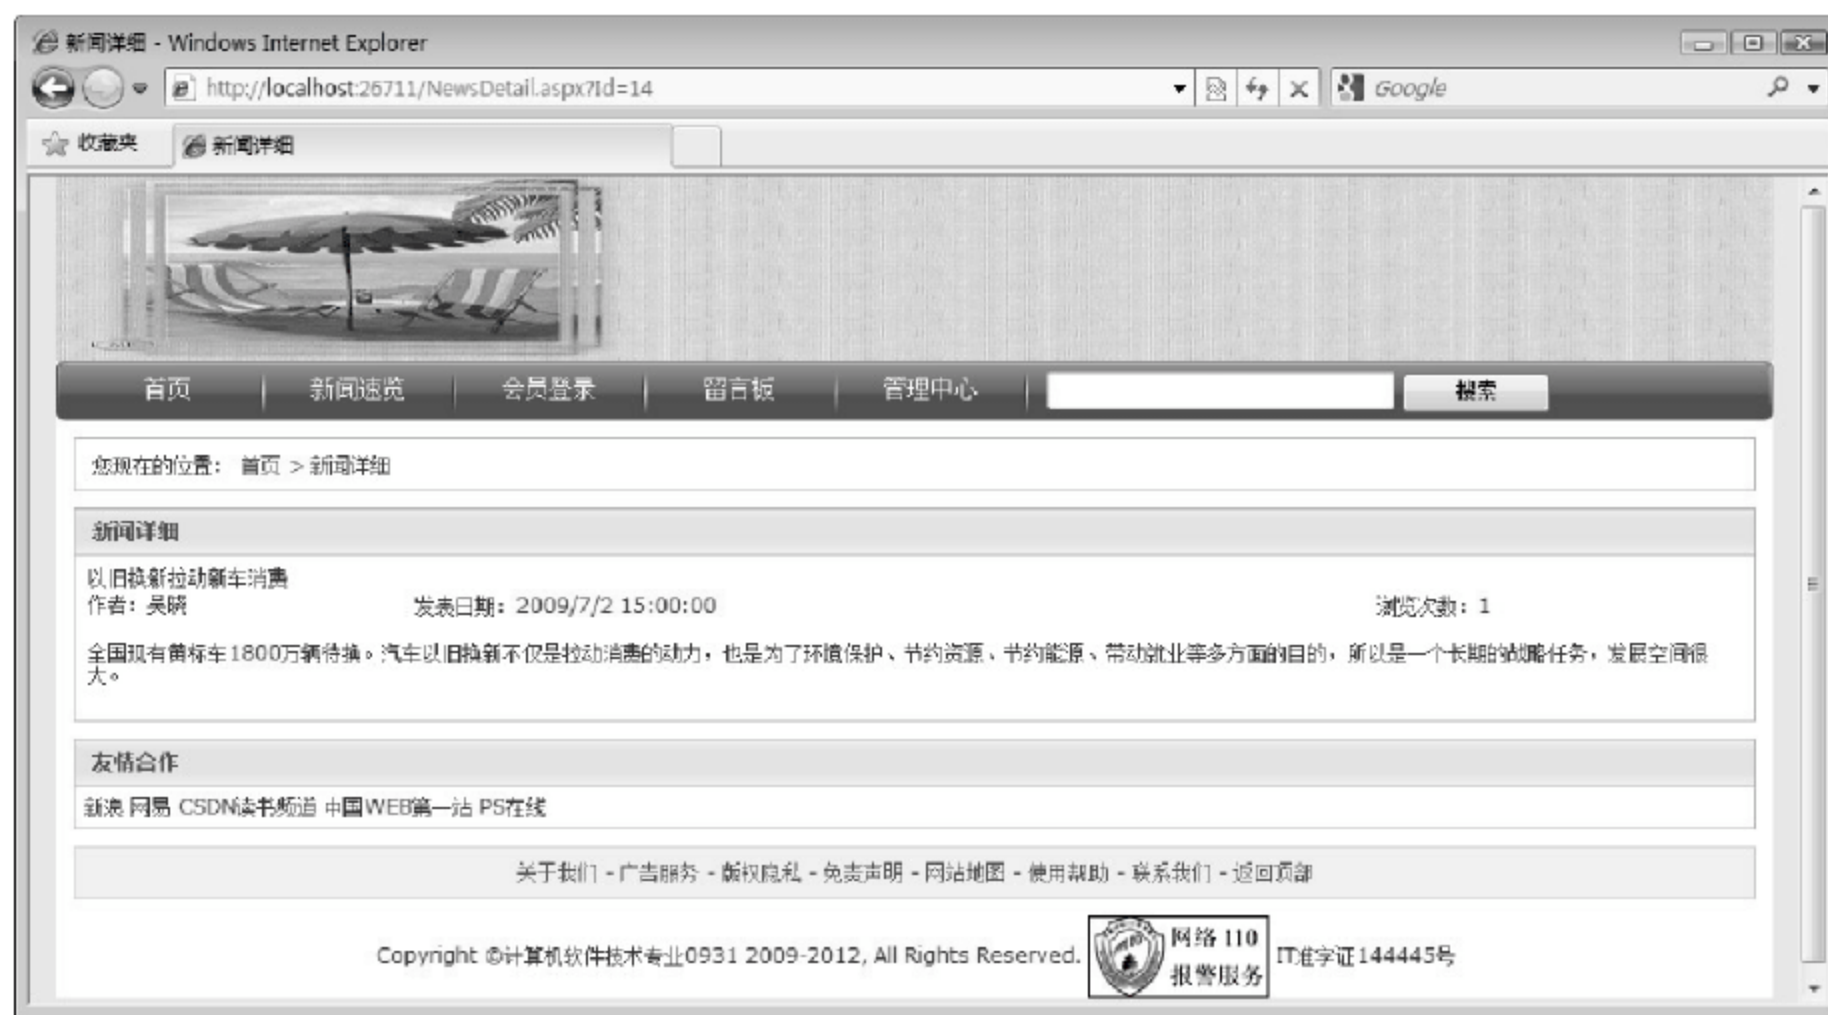 新闻详细 - Windows Internet Explorer
http://localhost:26711/NewsDetail.aspx?Id=14
Google
收藏夹
新闻详细
首页 新闻速览 会员登录 留言板 管理中心 搜索
您现在的位置： 首页 > 新闻详细
新闻详细
以旧换新拉动新车消费
作者：吴晓 发表日期：2009/7/2 15:00:00 浏览次数：1
全国现有黄标车1800万辆待换。汽车以旧换新不仅是拉动消费的动力，也是为了环境保护、节约资源、节约能源、带动就业等多方面的目的，所以是一个长期的战略任务，发展空间很
大。
友情合作
新浪 网易 CSDN读书频道 中国WEB第一站 PS在线
关于我们 - 广告服务 - 版权隐私 - 免责声明 - 网站地图 - 使用帮助 - 联系我们 - 返回顶部
Copyright ©计算机软件技术专业0931 2009-2012, All Rights Reserved. 网络 110
报警服务
IT准字证144445号